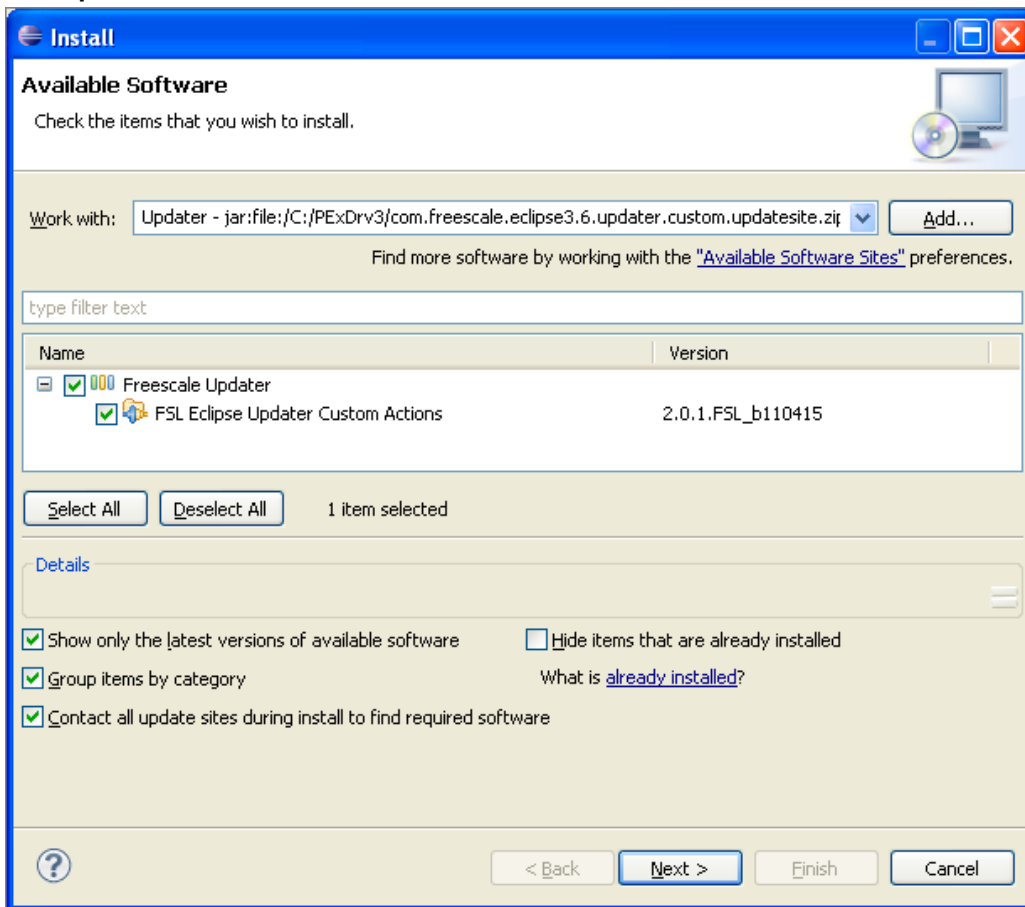 Install
Available Software
Check the items that you wish to install.
Work with: Updater - jar:file:/C:/PExDrv3/com.freescale.eclipse3.6.updater.custom.updatesite.zip Add...
Find more software by working with the "Available Software Sites" preferences.
type filter text
Name Version
Freescale Updater
FSL Eclipse Updater Custom Actions 2.0.1.FSL_b110415
Select All Deselect All 1 item selected
Details
Show only the latest versions of available software Hide items that are already installed
Group items by category What is already installed?
Contact all update sites during install to find required software
< Back Next > Finish Cancel